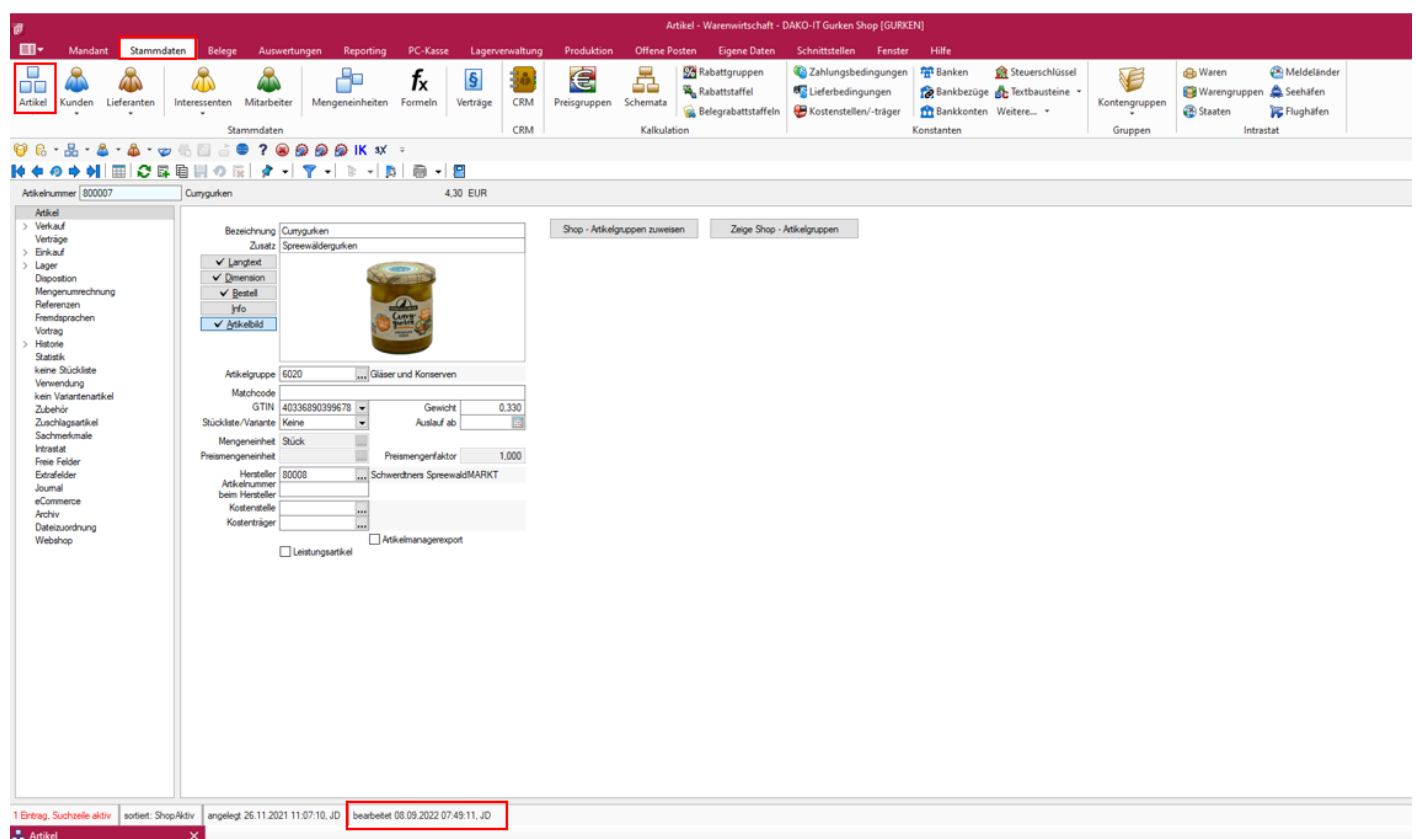 Artikel - Warenwirtschaft - DAKO-IT Gurken Shop [GURKEN]
Mandant Stammdaten Belege Auswertungen Reporting PC-Kasse Lagerverwaltung Produktion Offene Posten Eigene Daten Schnittstellen Fenster Hilfe
Artikel Kunden Lieferanten Interessenten Mitarbeiter Mengeneinheiten Formeln Verträge CRM Preisgruppen Schemata
Rabattgruppen Zahlungsbedingungen Banken Steuerschlüssel Kontengruppen Waren Meldeländer
Rabattstaffel Lieferbedingungen Bankbezüge Textbausteine Warengruppen Seehäfen
Belegrabattstaffeln Kostenstellen/-träger Bankkonten Weitere... Staaten Flughäfen
Stammdaten CRM Kalkulation Konstanten Gruppen Intrastat
? IK
Artikelnummer 800007 Currygurken 4,30 EUR
Artikel
Verkauf
Verträge
Einkauf
Lager
Disposition
Mengenumrechnung
Referenzen
Fremdsprachen
Vortrag
Historie
Statistik
keine Stückliste
Verwendung
kein Variantenartikel
Zubehör
Zuschlagsartikel
Sachmerkmale
Intrastat
Freie Felder
Extrafelder
Journal
eCommerce
Archiv
Dateizuordnung
Webshop
Bezeichnung Currygurken
Zusatz Spreewäldergurken
Langtext
Dimension
Bestell
Info
Artikelbild
Curry-
gurken
Shop - Artikelgruppen zuweisen Zeige Shop - Artikelgruppen
Artikelgruppe 6020 ... Gläser und Konserven
Matchcode
GTIN 40336890399678 Gewicht 0,330
Stückliste/Variante Keine Auslauf ab
Mengeneinheit Stück ...
Preismengeneinheit ... Preismengenfaktor 1,000
Hersteller 80008 ... Schwerdtners SpreewaldMARKT
Artikelnummer
beim Hersteller
Kostenstelle ...
Kostenträger ...
Artikelmanagerexport
Leistungsartikel
1 Eintrag, Suchzeile aktiv sortiert: ShopAktiv angelegt 26.11.2021 11:07:10, JD bearbeitet 08.09.2022 07:49:11, JD
Artikel